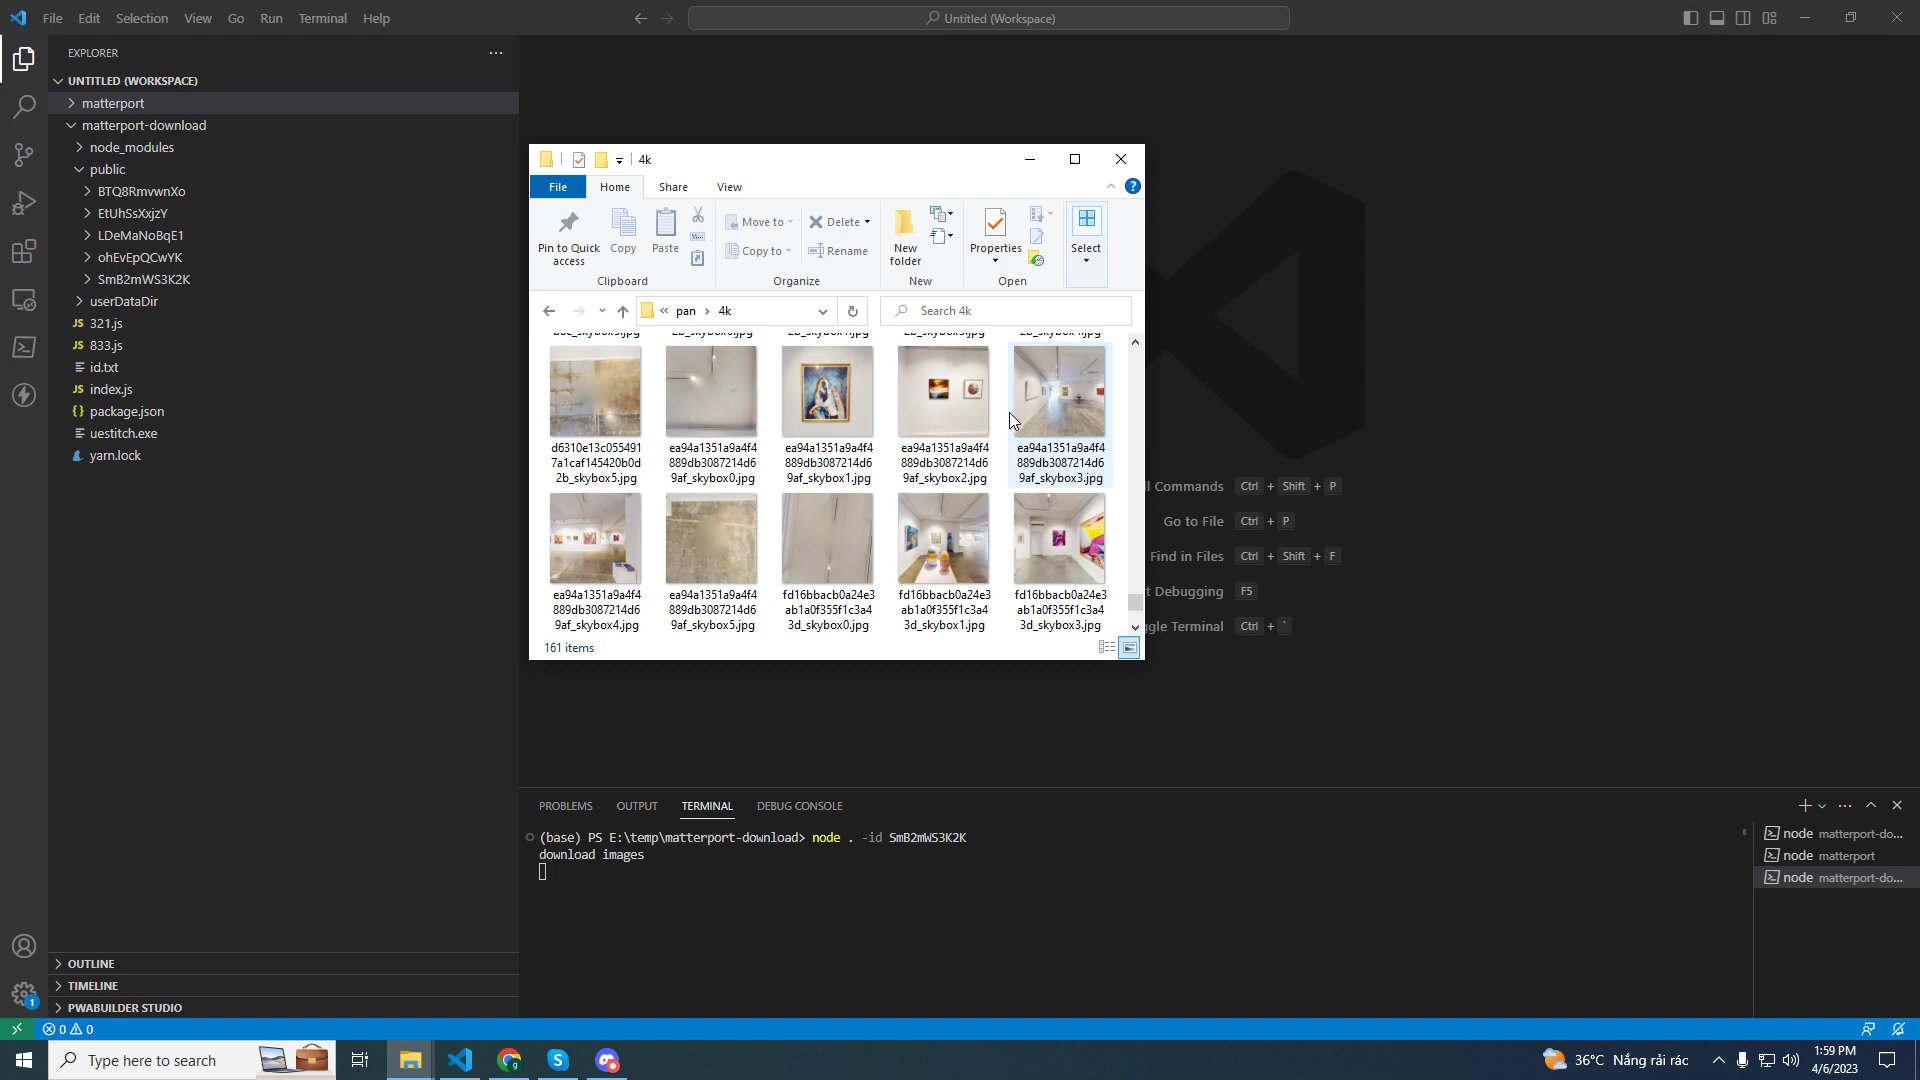 File Edit Selection View Go Run Terminal Help
Untitled (Workspace)
EXPLORER
UNTITLED (WORKSPACE)
matterport
matterport-download
node_modules
public
BTQ8RmvwnXo
EtUhSsXxjzY
LDeMaNoBqE1
ohEvEpQCwYK
SmB2mWS3K2K
userDataDir
JS 321.js
JS 833.js
id.txt
JS index.js
{} package.json
uestitch.exe
yarn.lock
OUTLINE
TIMELINE
PWABUILDER STUDIO
4k
File Home Share View
Pin to Quick access
Copy
Paste
Clipboard
Move to
Copy to
Delete
Rename
Organize
New folder
New
Properties
Open
Select
« pan > 4k
Search 4k
d6310e13c055491
7a1caf145420b0d
2b_skybox5.jpg
ea94a1351a9a4f4
889db3087214d6
9af_skybox0.jpg
ea94a1351a9a4f4
889db3087214d6
9af_skybox1.jpg
ea94a1351a9a4f4
889db3087214d6
9af_skybox2.jpg
ea94a1351a9a4f4
889db3087214d6
9af_skybox3.jpg
ea94a1351a9a4f4
889db3087214d6
9af_skybox4.jpg
ea94a1351a9a4f4
889db3087214d6
9af_skybox5.jpg
fd16bbacb0a24e3
ab1a0f355f1c3a4
3d_skybox0.jpg
fd16bbacb0a24e3
ab1a0f355f1c3a4
3d_skybox1.jpg
fd16bbacb0a24e3
ab1a0f355f1c3a4
3d_skybox3.jpg
161 items
ll Commands Ctrl + Shift + P
Go to File Ctrl + P
Find in Files Ctrl + Shift + F
t Debugging F5
ggle Terminal Ctrl + `
PROBLEMS OUTPUT TERMINAL DEBUG CONSOLE
(base) PS E:\temp\matterport-download> node . -id SmB2mWS3K2K
download images
node matterport-do...
node matterport
node matterport-do...
1
0 0
Type here to search
36°C Nắng rải rác
1:59 PM
4/6/2023